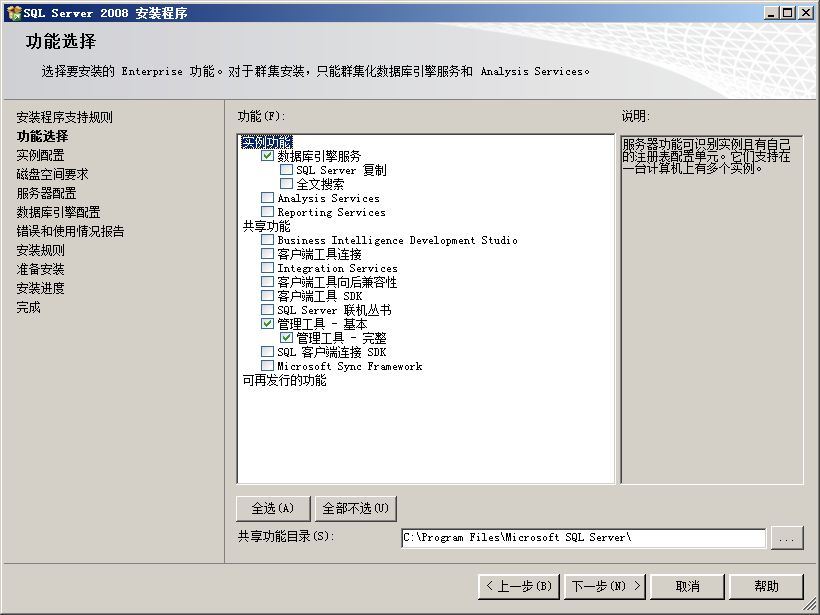 SQL Server 2008 安装程序
功能选择
选择要安装的 Enterprise 功能。对于群集安装，只能群集化数据库引擎服务和 Analysis Services。
安装程序支持规则
功能选择
实例配置
磁盘空间要求
服务器配置
数据库引擎配置
错误和使用情况报告
安装规则
准备安装
安装进度
完成
功能(F):
实例功能
数据库引擎服务
SQL Server 复制
全文搜索
Analysis Services
Reporting Services
共享功能
Business Intelligence Development Studio
客户端工具连接
Integration Services
客户端工具向后兼容性
客户端工具 SDK
SQL Server 联机丛书
管理工具 - 基本
管理工具 - 完整
SQL 客户端连接 SDK
Microsoft Sync Framework
可再发行的功能
说明:
服务器功能可识别实例且有自己
的注册表配置单元。它们支持在
一台计算机上有多个实例。
全选(A)
全部不选(U)
共享功能目录(S):
C:\Program Files\Microsoft SQL Server\
...
< 上一步(B)
下一步(N) >
取消
帮助